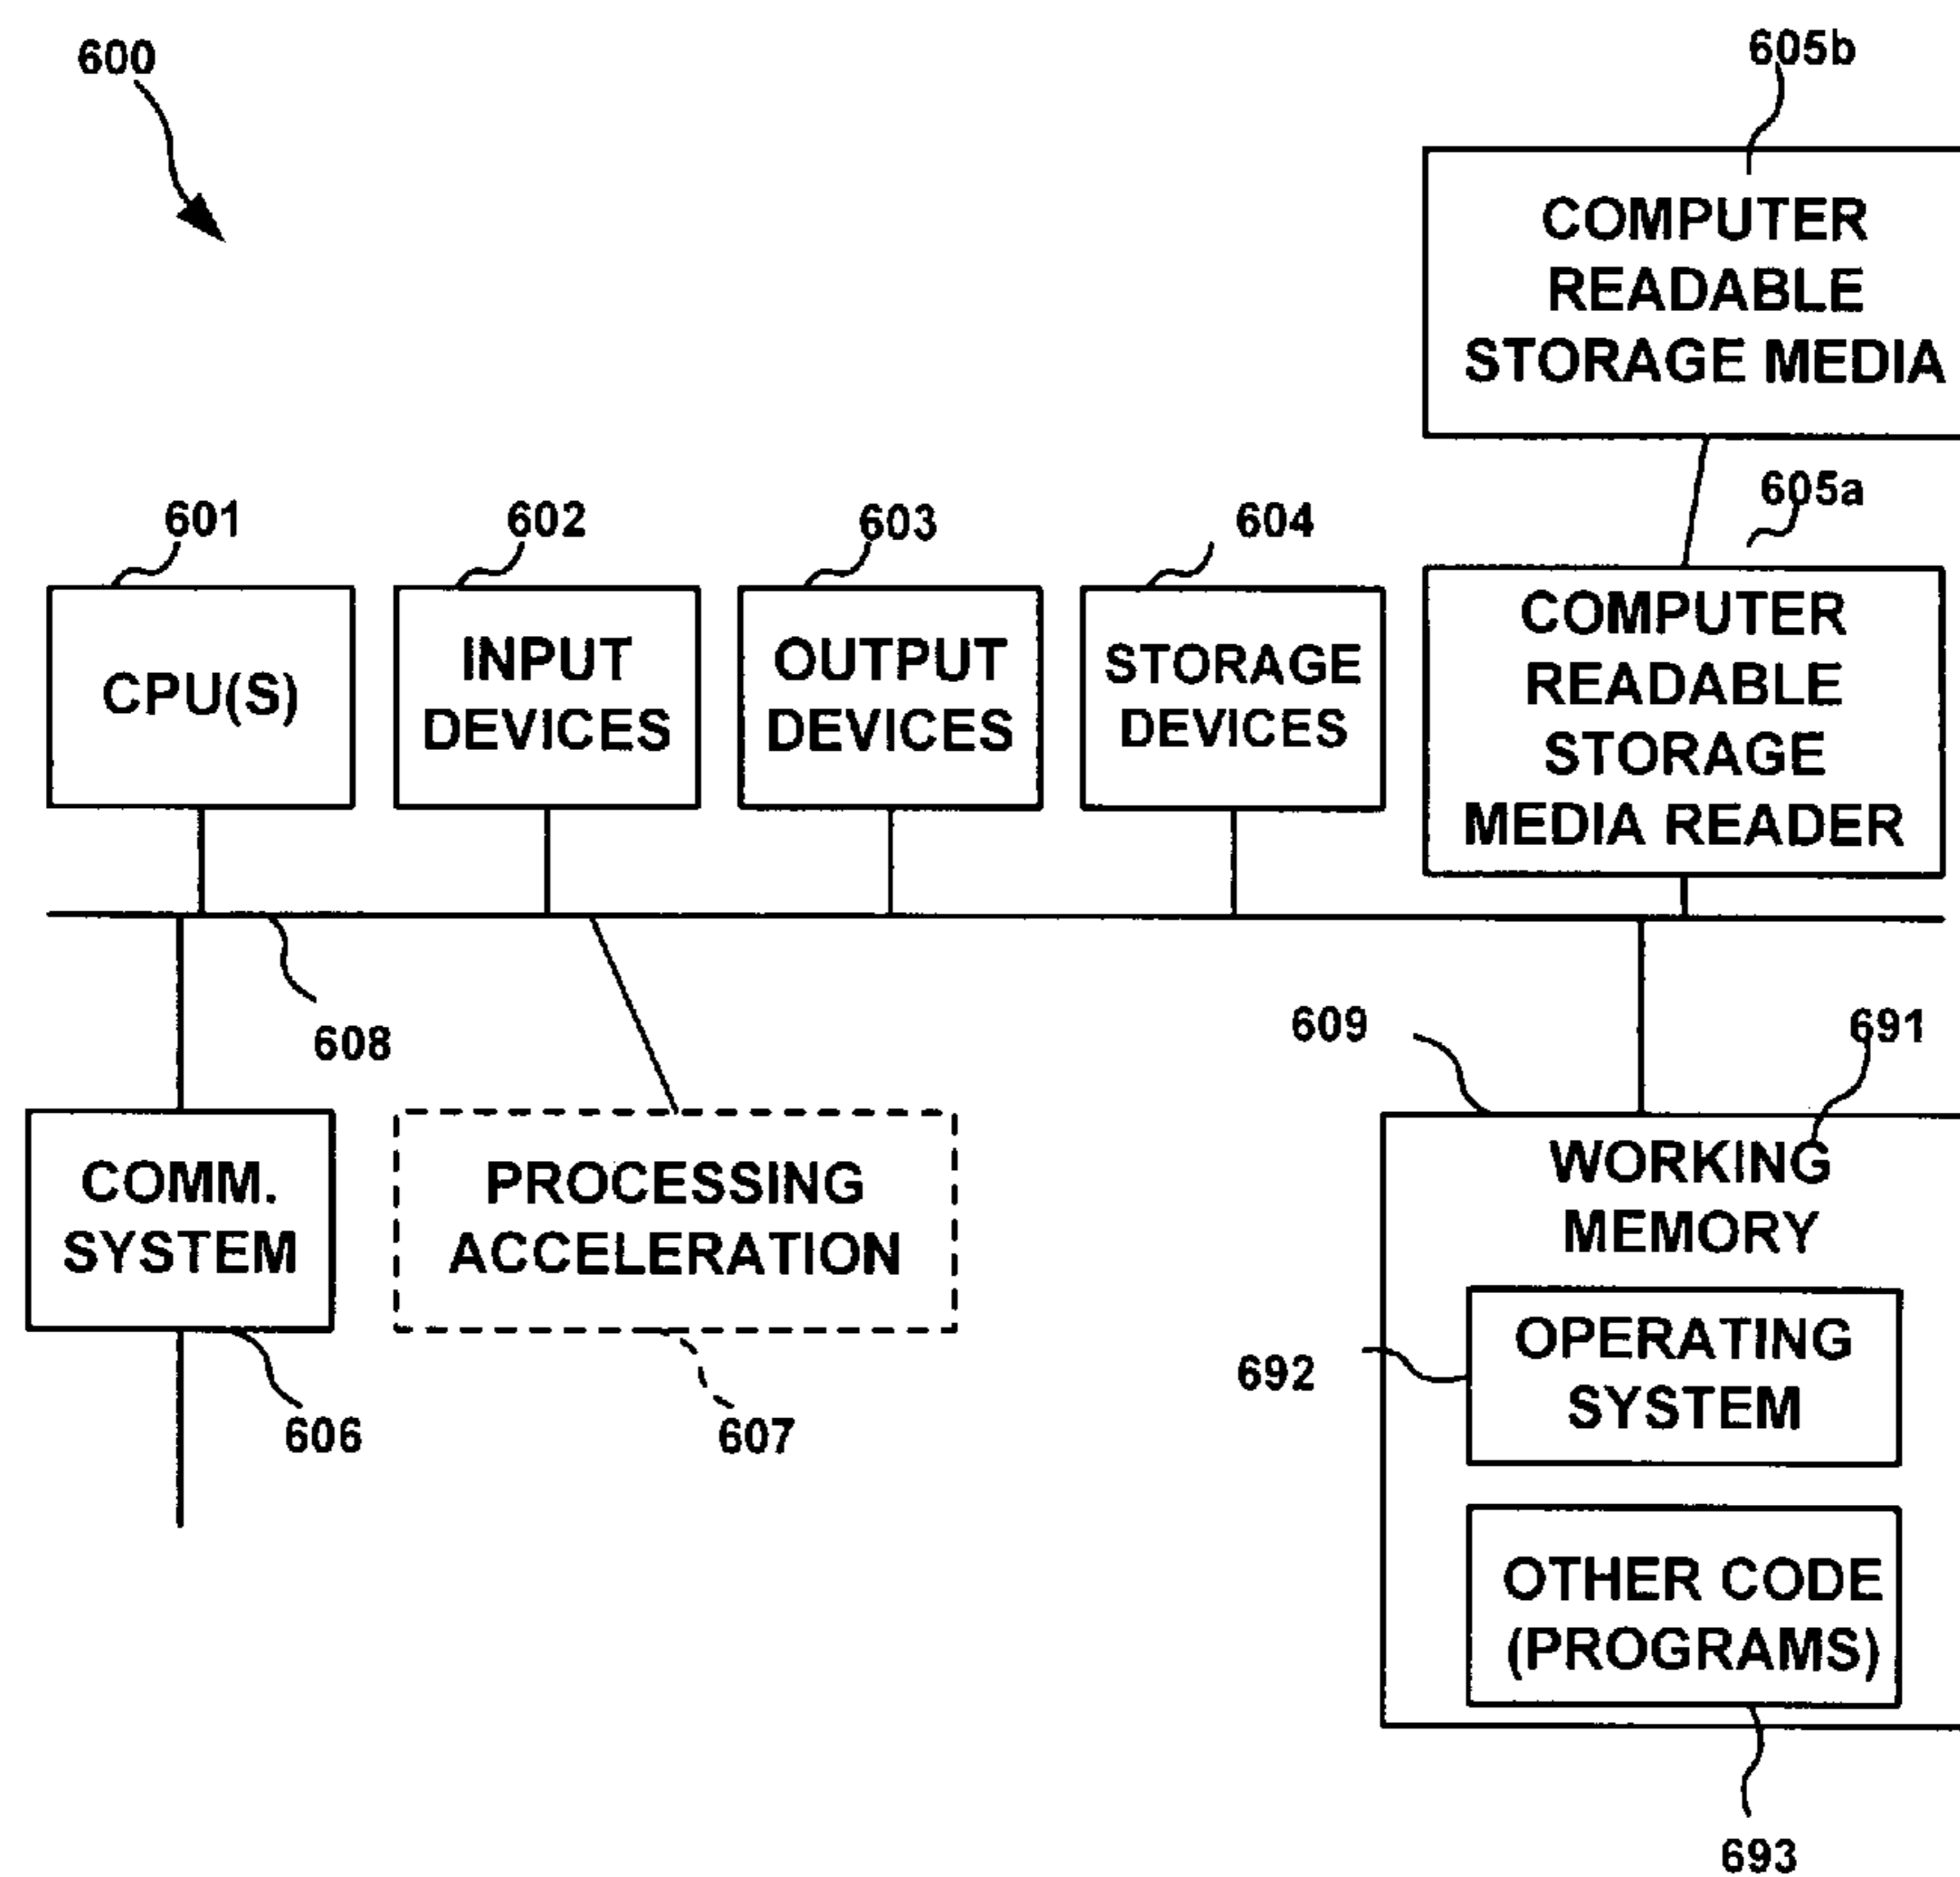 600
605b
COMPUTER
READABLE
STORAGE MEDIA
605a
601
602
603
604
CPU(S)
INPUT
DEVICES
OUTPUT
DEVICES
STORAGE
DEVICES
COMPUTER
READABLE
STORAGE
MEDIA READER
608
609
691
COMM.
SYSTEM
PROCESSING
ACCELERATION
WORKING
MEMORY
606
607
692
OPERATING
SYSTEM
OTHER CODE
(PROGRAMS)
693